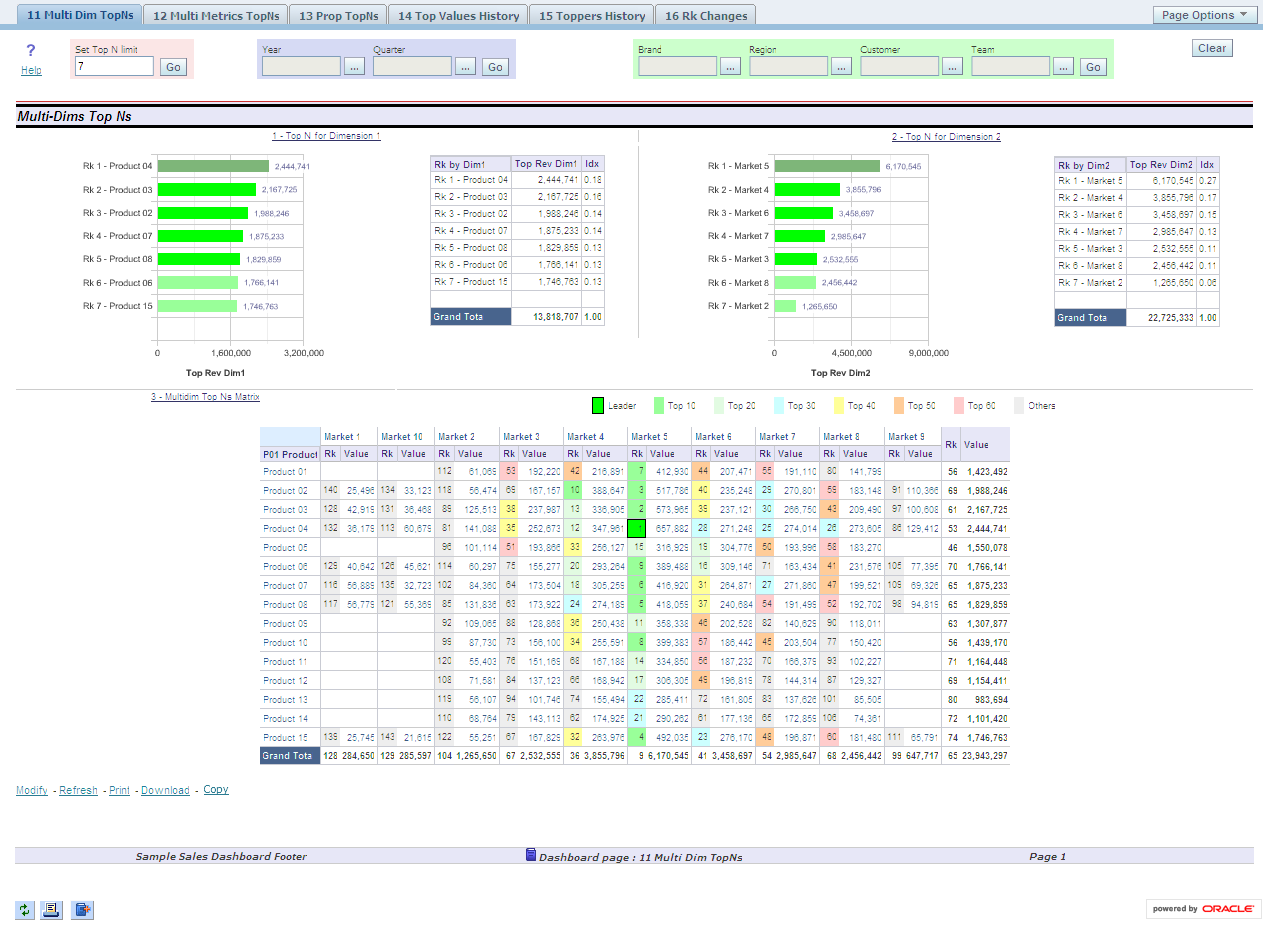 11 Multi Dim TopNs 12 Multi Metrics TopNs 13 Prop TopNs 14 Top Values History 15 Toppers History 16 Rk Changes Page Options
? Help
Set Top N limit Year Quarter Brand Region Customer Team Clear
7 Go ... ... Go ... ... ... ... Go
Multi-Dims Top Ns
1 - Top N for Dimension 1
Rk 1 - Product 04 2,444,741
Rk 2 - Product 03 2,167,725
Rk 3 - Product 02 1,988,246
Rk 4 - Product 07 1,875,233
Rk 5 - Product 08 1,829,859
Rk 6 - Product 06 1,766,141
Rk 7 - Product 15 1,746,763
0 1,600,000 3,200,000
Top Rev Dim1
Rk by Dim1 Top Rev Dim1 Idx
Rk 1 - Product 04 2,444,741 0.18
Rk 2 - Product 03 2,167,725 0.16
Rk 3 - Product 02 1,988,246 0.14
Rk 4 - Product 07 1,875,233 0.14
Rk 5 - Product 08 1,829,859 0.13
Rk 6 - Product 06 1,766,141 0.13
Rk 7 - Product 15 1,746,763 0.13
Grand Tota 13,818,707 1.00
2 - Top N for Dimension 2
Rk 1 - Market 5 6,170,545
Rk 2 - Market 4 3,855,796
Rk 3 - Market 6 3,458,697
Rk 4 - Market 7 2,985,647
Rk 5 - Market 3 2,532,555
Rk 6 - Market 8 2,456,442
Rk 7 - Market 2 1,265,650
0 4,500,000 9,000,000
Top Rev Dim2
Rk by Dim2 Top Rev Dim2 Idx
Rk 1 - Market 5 6,170,545 0.27
Rk 2 - Market 4 3,855,796 0.17
Rk 3 - Market 6 3,458,697 0.15
Rk 4 - Market 7 2,985,647 0.13
Rk 5 - Market 3 2,532,555 0.11
Rk 6 - Market 8 2,456,442 0.11
Rk 7 - Market 2 1,265,650 0.06
Grand Tota 22,725,333 1.00
3 - Multidim Top Ns Matrix
Leader Top 10 Top 20 Top 30 Top 40 Top 50 Top 60 Others
Market 1 Market 10 Market 2 Market 3 Market 4 Market 5 Market 6 Market 7 Market 8 Market 9 Rk Value
P01 Product Rk Value Rk Value Rk Value Rk Value Rk Value Rk Value Rk Value Rk Value Rk Value Rk Value
Product 01 112 61,069 53 192,220 42 216,891 7 412,930 44 207,471 55 191,110 80 141,799 56 1,423,492
Product 02 140 25,496 134 33,123 118 56,474 69 167,157 10 388,647 3 517,786 40 235,248 29 270,801 59 183,148 91 110,366 69 1,988,246
Product 03 128 42,919 131 36,468 89 125,513 38 237,987 13 336,905 2 573,965 39 237,121 30 266,750 43 209,490 97 100,608 61 2,167,725
Product 04 132 36,179 113 60,679 81 141,088 35 252,673 12 347,961 1 657,882 28 271,248 25 274,014 26 273,605 86 129,412 53 2,444,741
Product 05 96 101,114 51 193,866 33 256,127 15 316,929 19 304,776 50 193,996 58 183,270 46 1,550,078
Product 06 129 40,642 126 45,621 114 60,297 75 155,277 20 293,264 9 389,488 16 309,146 71 163,434 41 231,576 105 77,395 70 1,766,141
Product 07 116 56,889 135 32,723 102 84,360 64 173,504 18 305,259 6 416,920 31 264,871 27 271,860 47 199,521 109 69,326 65 1,875,233
Product 08 117 56,779 121 55,369 85 131,836 63 173,922 24 274,189 5 418,059 37 240,684 54 191,499 52 192,702 98 94,819 65 1,829,859
Product 09 92 109,065 88 128,868 36 250,438 11 358,338 46 202,528 82 140,629 90 118,011 63 1,307,877
Product 10 99 87,730 73 156,100 34 255,591 8 399,383 57 186,442 45 203,504 77 150,420 56 1,439,170
Product 11 120 55,403 76 151,169 68 167,188 14 334,850 56 187,232 70 166,379 93 102,227 71 1,164,448
Product 12 108 71,581 84 137,123 66 168,942 17 306,305 49 196,819 78 144,314 87 129,327 69 1,154,411
Product 13 119 56,107 94 101,746 74 155,494 22 285,411 72 161,805 83 137,626 101 85,505 80 983,694
Product 14 110 68,764 79 143,113 62 174,925 21 290,262 61 177,136 65 172,859 106 74,361 72 1,101,420
Product 15 139 25,746 143 21,615 122 55,251 67 167,829 32 263,976 4 492,035 23 276,170 48 196,871 60 181,480 111 65,791 74 1,746,763
Grand Tota 128 284,650 129 285,597 104 1,265,650 67 2,532,555 36 3,855,796 9 6,170,545 41 3,458,697 54 2,985,647 68 2,456,442 99 647,717 65 23,943,297
Modify - Refresh - Print - Download - Copy
Sample Sales Dashboard Footer Dashboard page : 11 Multi Dim TopNs Page 1
powered by ORACLE